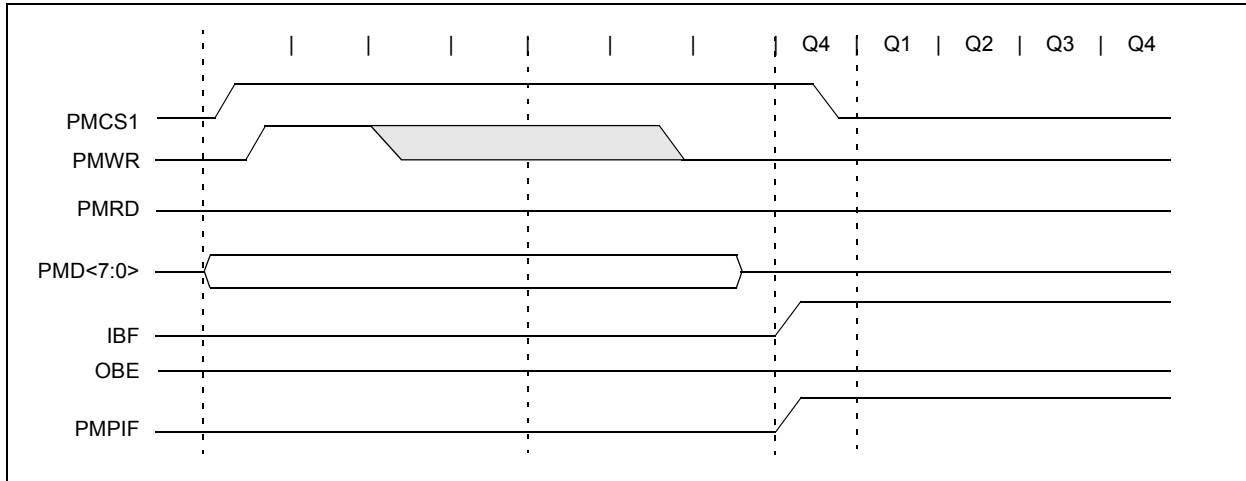 | | | | | | | Q4 | Q1 | Q2 | Q3 | Q4
PMCS1
PMWR
PMRD
PMD<7:0>
IBF
OBE
PMPIF